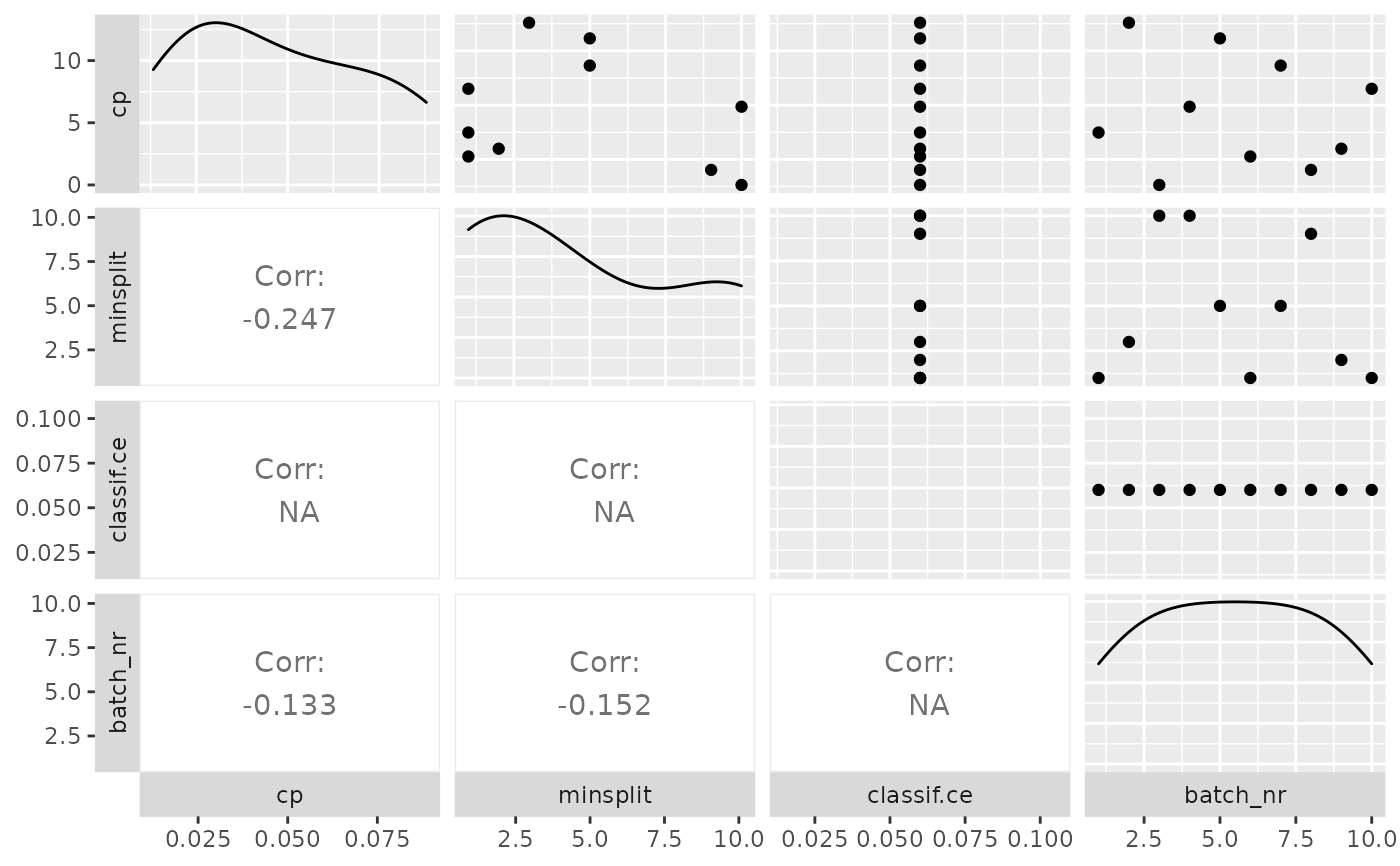 cp
10
5
0
minsplit
10.0
7.5
5.0
2.5
Corr:
-0.247
classif.ce
0.100
0.075
0.050
0.025
Corr:
NA
Corr:
NA
batch_nr
10.0
7.5
5.0
2.5
Corr:
-0.133
Corr:
-0.152
Corr:
NA
cp
minsplit
classif.ce
batch_nr
0.025 0.050 0.075
2.5 5.0 7.5 10.0
0.025 0.050 0.075 0.100
2.5 5.0 7.5 10.0